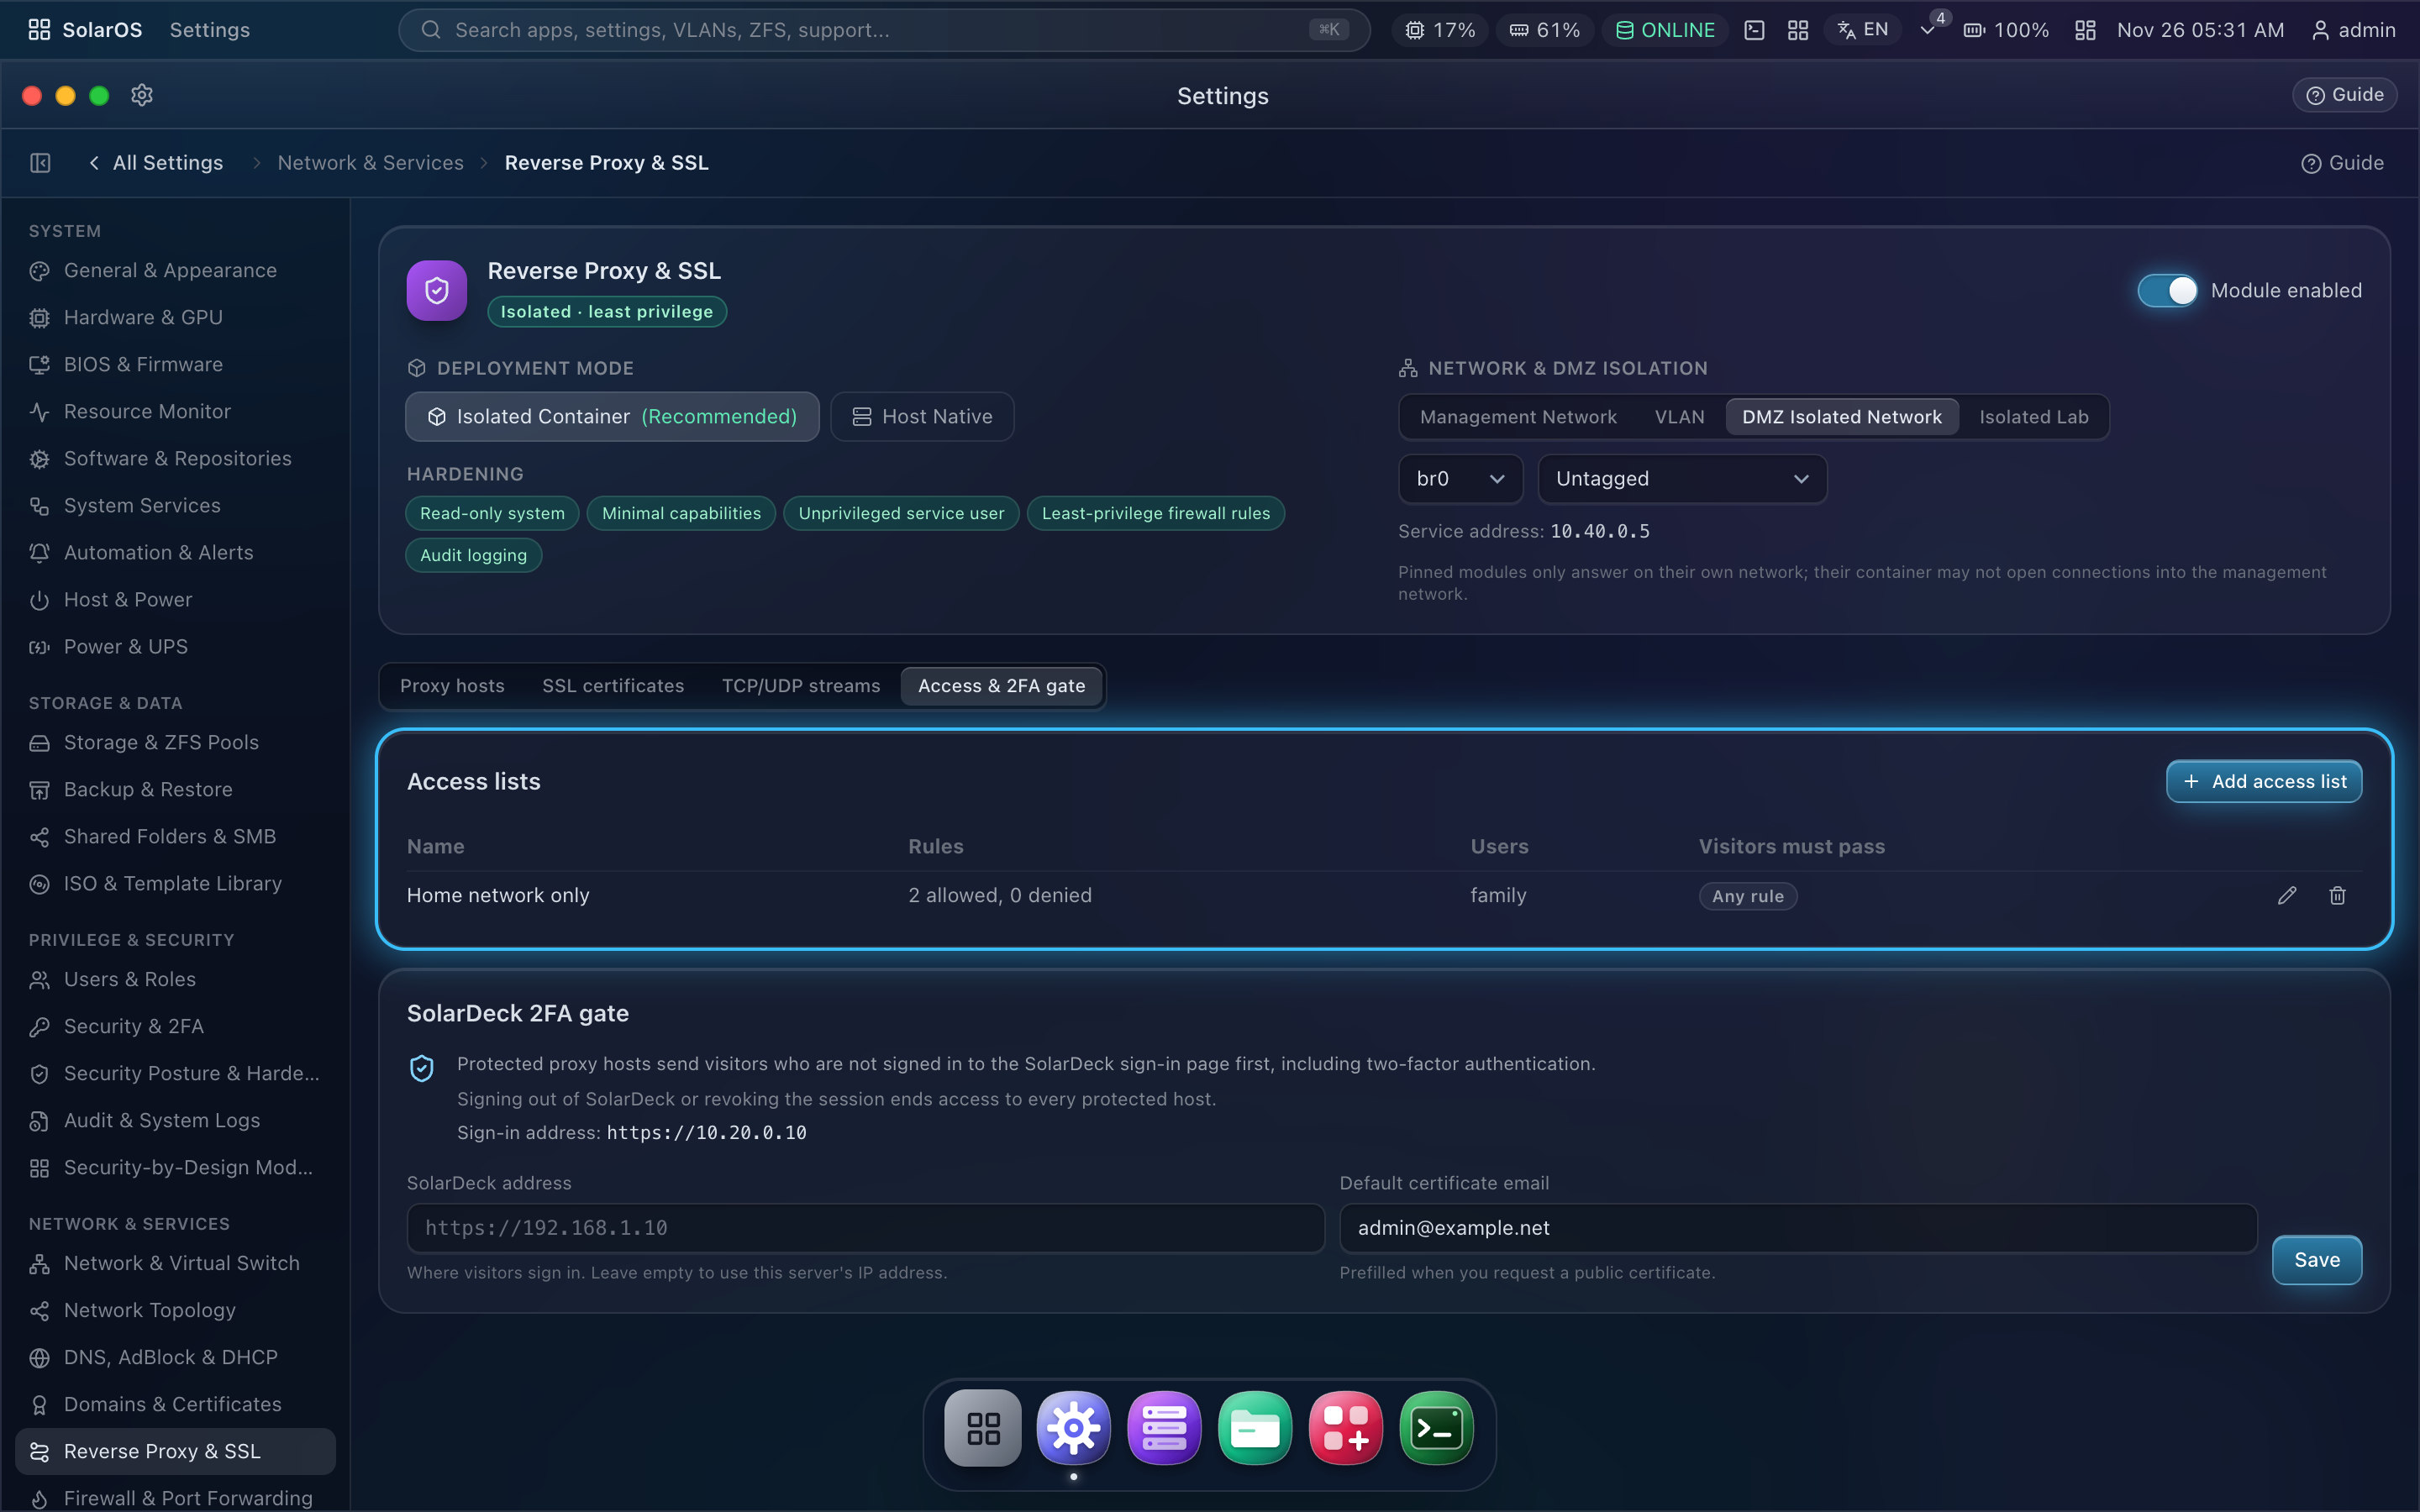 SolarOS Settings Search apps, settings, VLANs, ZFS, support... ⌘K 17% 61% ONLINE EN 4 100% Nov 26 05:31 AM admin
Settings Guide
All Settings Network & Services Reverse Proxy & SSL Guide
SYSTEM
General & Appearance
Hardware & GPU
BIOS & Firmware
Resource Monitor
Software & Repositories
System Services
Automation & Alerts
Host & Power
Power & UPS
STORAGE & DATA
Storage & ZFS Pools
Backup & Restore
Shared Folders & SMB
ISO & Template Library
PRIVILEGE & SECURITY
Users & Roles
Security & 2FA
Security Posture & Harde...
Audit & System Logs
Security-by-Design Mod...
NETWORK & SERVICES
Network & Virtual Switch
Network Topology
DNS, AdBlock & DHCP
Domains & Certificates
Reverse Proxy & SSL
Firewall & Port Forwarding
Reverse Proxy & SSL
Isolated · least privilege
Module enabled
DEPLOYMENT MODE
Isolated Container (Recommended) Host Native
HARDENING
Read-only system Minimal capabilities Unprivileged service user Least-privilege firewall rules
Audit logging
NETWORK & DMZ ISOLATION
Management Network VLAN DMZ Isolated Network Isolated Lab
br0 Untagged
Service address: 10.40.0.5
Pinned modules only answer on their own network; their container may not open connections into the management
network.
Proxy hosts SSL certificates TCP/UDP streams Access & 2FA gate
Access lists Add access list
Name Rules Users Visitors must pass
Home network only 2 allowed, 0 denied family Any rule
SolarDeck 2FA gate
Protected proxy hosts send visitors who are not signed in to the SolarDeck sign-in page first, including two-factor authentication.
Signing out of SolarDeck or revoking the session ends access to every protected host.
Sign-in address: https://10.20.0.10
SolarDeck address Default certificate email
https://192.168.1.10 admin@example.net
Where visitors sign in. Leave empty to use this server's IP address. Prefilled when you request a public certificate.
Save